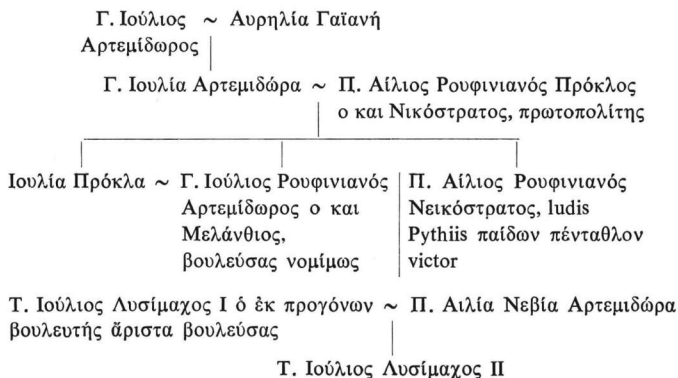 Γ. Ιούλιος ~ Αυρηλία Γαϊανή
Αρτεμίδωρος
Γ. Ιουλία Αρτεμιδώρα ~ Π. Αίλιος Ρουφινιανός Πρόκλος
ο και Νικόστρατος, πρωτοπολίτης
Ιουλία Πρόκλα ~ Γ. Ιούλιος Ρουφινιανός
Αρτεμίδωρος ο και
Μελάνθιος,
βουλεύσας νομίμως
Π. Αίλιος Ρουφινιανός
Νεικόστρατος, ludis
Pythiis παίδων πένταθλον
victor
Τ. Ιούλιος Λυσίμαχος Ι ὁ ἐκ προγόνων ~ Π. Αιλία Νεβία Αρτεμιδώρα
βουλευτής ἄριστα βουλεύσας
Τ. Ιούλιος Λυσίμαχος ΙΙ